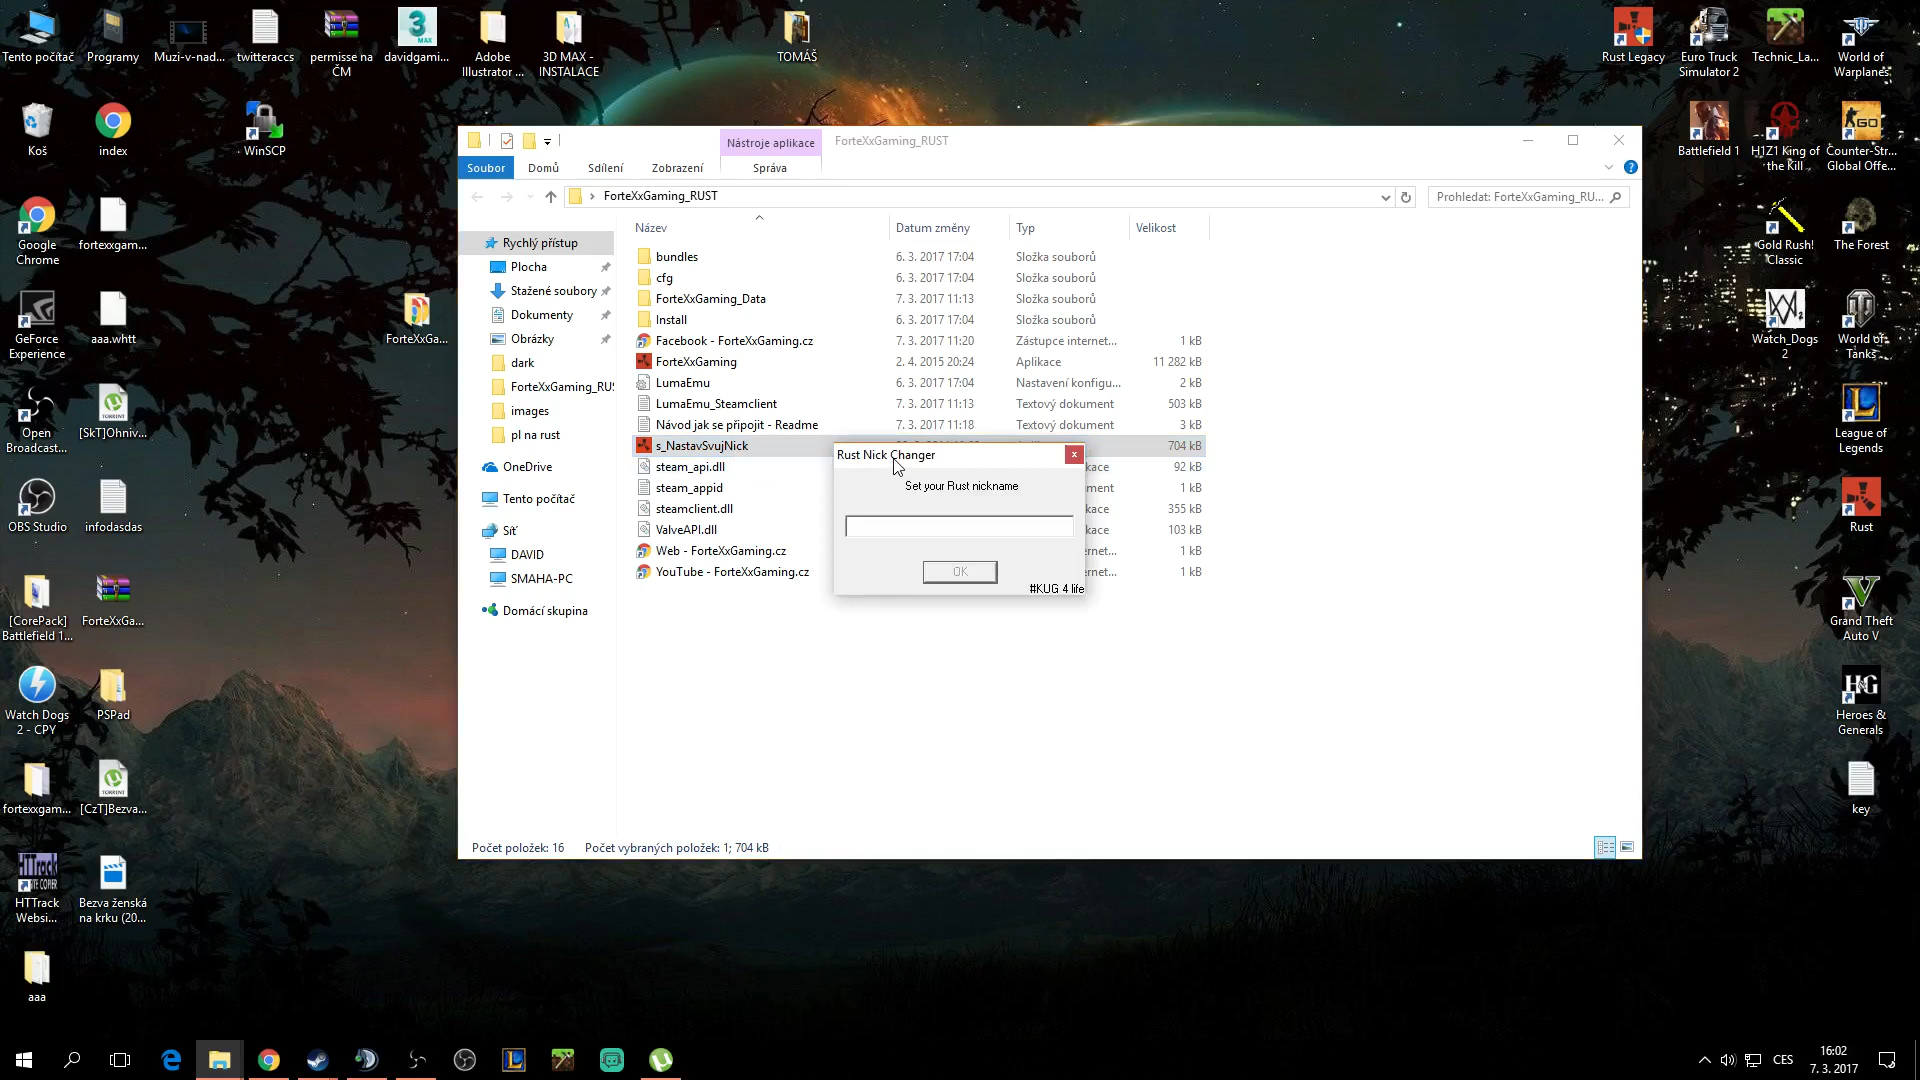 Tento počítač
Programy
Muzi-v-nad...
twitteraccs
permisse na
ČM
davidgami...
Adobe
Illustrator ...
3D MAX -
INSTALACE
TOMÁŠ
Rust Legacy
Euro Truck
Simulator 2
Technic_La...
World of
Warplanes
Koš
index
WinSCP
Battlefield 1
H1Z1 King of
the Kill
Counter-Str...
Global Offe...
Google
Chrome
fortexxgam...
Gold Rush!
Classic
The Forest
GeForce
Experience
aaa.whtt
ForteXxGa...
Watch_Dogs
2
World of
Tanks
Open
Broadcast...
[SkT]Ohniv...
League of
Legends
OBS Studio
infodasdas
Rust
[CorePack]
Battlefield 1...
ForteXxGa...
Grand Theft
Auto V
Watch Dogs
2 - CPY
PSPad
Heroes &
Generals
fortexxgam...
[CzT]Bezva...
key
HTTrack
Websi...
Bezva ženská
na krku (20...
aaa
Nástroje aplikace
ForteXxGaming_RUST
Soubor
Domů
Sdílení
Zobrazení
Správa
ForteXxGaming_RUST
Prohledat: ForteXxGaming_RU...
Název
Datum změny
Typ
Velikost
Rychlý přístup
Plocha
Stažené soubory
Dokumenty
Obrázky
dark
ForteXxGaming_RUS
images
pl na rust
OneDrive
Tento počítač
Síť
DAVID
SMAHA-PC
Domácí skupina
bundles 6. 3. 2017 17:04 Složka souborů
cfg 6. 3. 2017 17:04 Složka souborů
ForteXxGaming_Data 7. 3. 2017 11:13 Složka souborů
Install 6. 3. 2017 17:04 Složka souborů
Facebook - ForteXxGaming.cz 7. 3. 2017 11:20 Zástupce internet... 1 kB
ForteXxGaming 2. 4. 2015 20:24 Aplikace 11 282 kB
LumaEmu 6. 3. 2017 17:04 Nastavení konfigu... 2 kB
LumaEmu_Steamclient 7. 3. 2017 11:13 Textový dokument 503 kB
Návod jak se připojit - Readme 7. 3. 2017 11:18 Textový dokument 3 kB
s_NastavSvujNick 704 kB
steam_api.dll kace 92 kB
steam_appid ment 1 kB
steamclient.dll kace 355 kB
ValveAPI.dll kace 103 kB
Web - ForteXxGaming.cz ernet... 1 kB
YouTube - ForteXxGaming.cz ernet... 1 kB
Rust Nick Changer
x
Set your Rust nickname
OK
#KUG 4 life
Počet položek: 16
Počet vybraných položek: 1; 704 kB
CES
16:02
7. 3. 2017